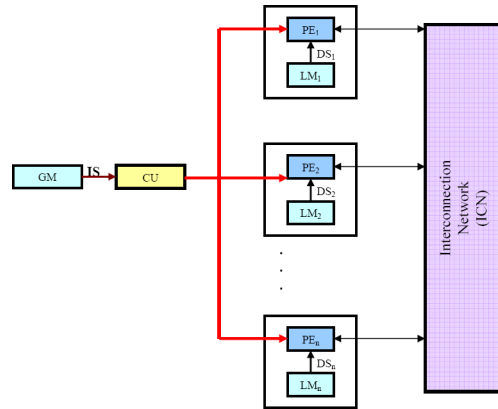 PE1
DS1
LM1
GM
IS
CU
PE2
DS2
LM2
.
.
.
PEn
DSn
LMn
Interconnection
Network
(ICN)